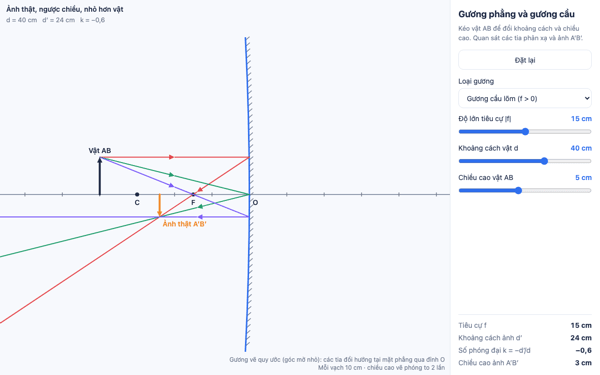 Ảnh thật, ngược chiều, nhỏ hơn vật
d = 40 cm d′ = 24 cm k = −0,6
Vật AB
C
F
O
Ảnh thật A′B′
Gương vẽ quy ước (góc mở nhỏ): các tia đổi hướng tại mặt phẳng qua đỉnh O
Mỗi vạch 10 cm · chiều cao vẽ phóng to 2 lần
Gương phẳng và gương cầu
Kéo vật AB để đổi khoảng cách và chiều
cao. Quan sát các tia phản xạ và ảnh A′B′.
Đặt lại
Loại gương
Gương cầu lõm (f > 0)
Độ lớn tiêu cự |f| 15 cm
Khoảng cách vật d 40 cm
Chiều cao vật AB 5 cm
Tiêu cự f 15 cm
Khoảng cách ảnh d′ 24 cm
Số phóng đại k = −d′/d −0,6
Chiều cao ảnh A′B′ 3 cm